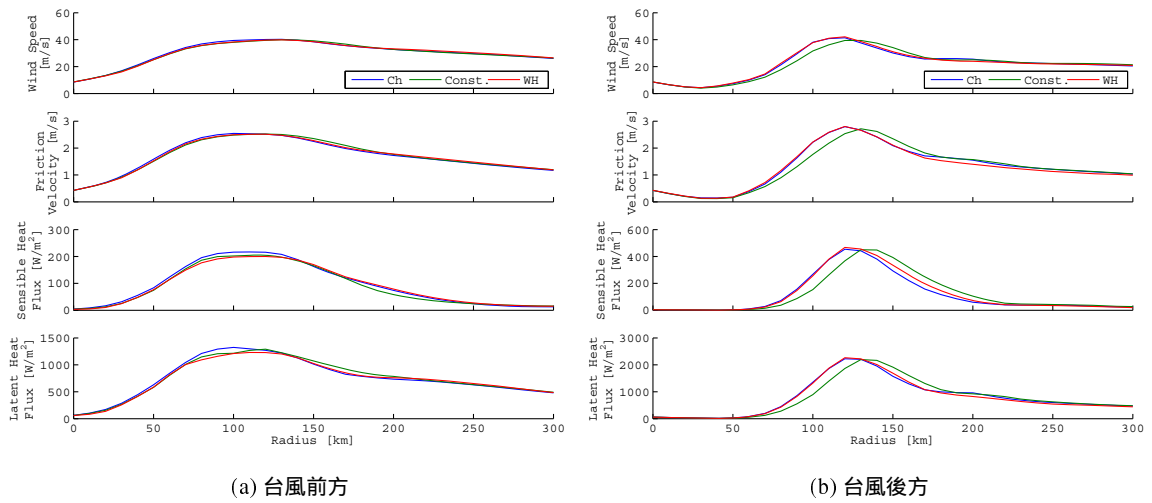 60
40
20
0
Wind Speed
[m/s]
Ch
Const.
WH
3
2
1
0
Friction
Velocity [m/s]
300
200
100
0
Sensible Heat
Flux [W/m²]
1500
1000
500
0
Latent Heat
Flux [W/m²]
0 50 100 150 200 250 300
Radius [km]
(a) 台風前方
60
40
20
0
Wind Speed
[m/s]
Ch
Const.
WH
3
2
1
0
Friction
Velocity [m/s]
600
400
200
0
Sensible Heat
Flux [W/m²]
3000
2000
1000
0
Latent Heat
Flux [W/m²]
0 50 100 150 200 250 300
Radius [km]
(b) 台風後方